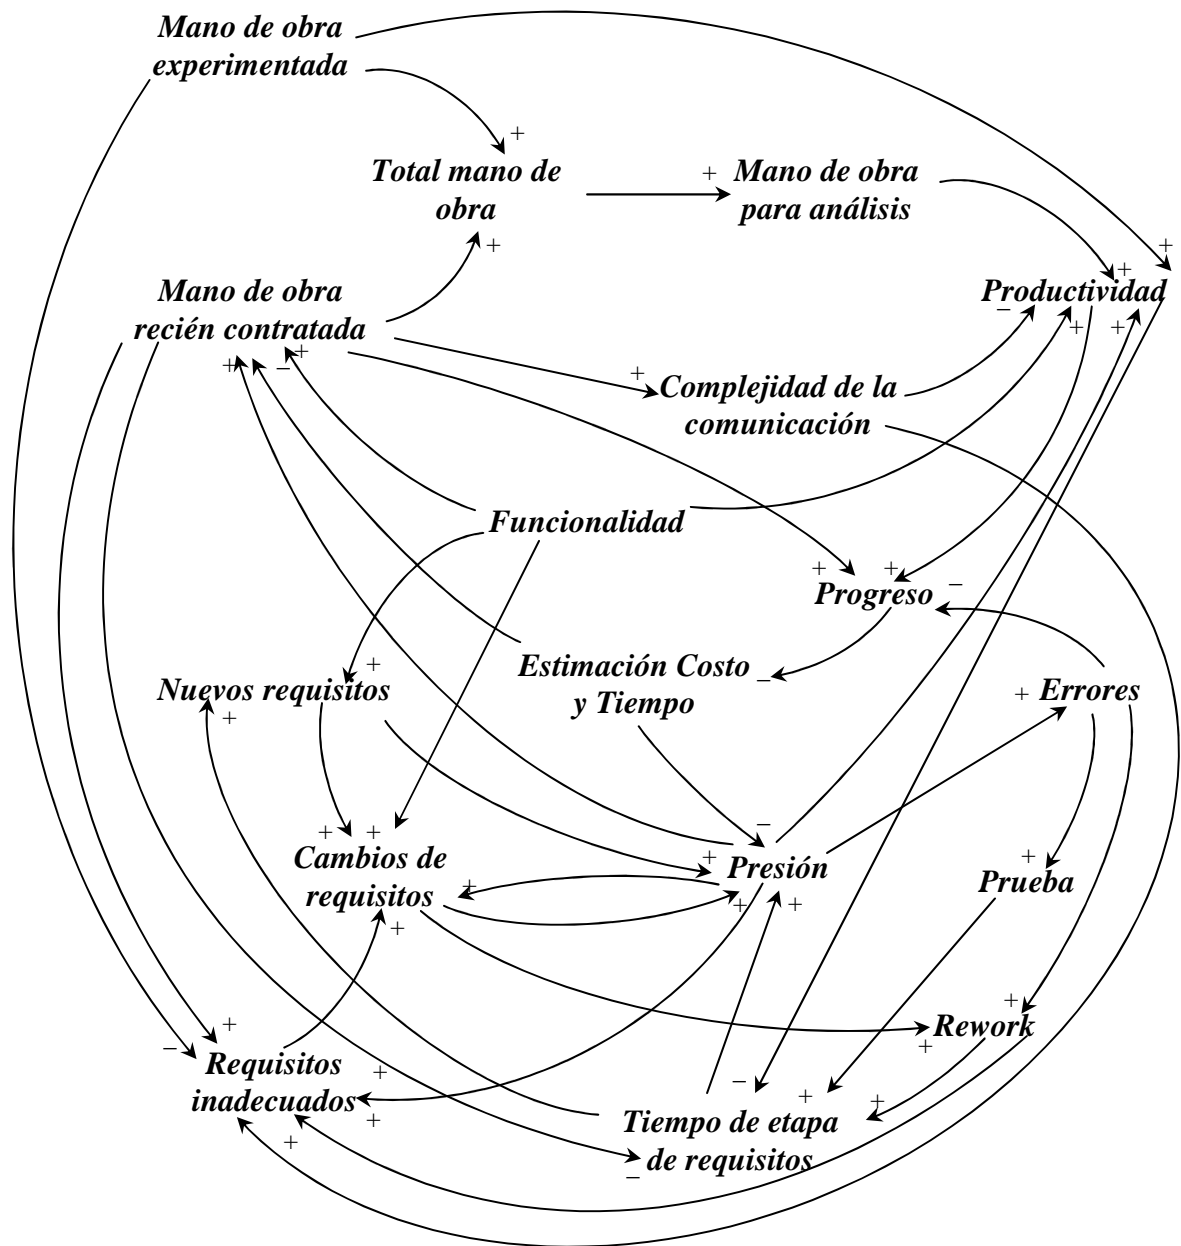 Mano de obra
experimentada
+
Total mano de
obra
+
Mano de obra
para análisis
+
+
+
Mano de obra
recién contratada
Productividad
−
+
+
+
−
+
+
Complejidad de la
comunicación
Funcionalidad
+
+
−
Progreso
+
Nuevos requisitos
+
Estimación Costo
y Tiempo
−
+
Errores
−
+
+
Cambios de
requisitos
+
Presión
+
Prueba
+
+
+
+
+
Rework
+
+
−
Requisitos
inadecuados
+
+
+
−
+
+
Tiempo de etapa
de requisitos
−